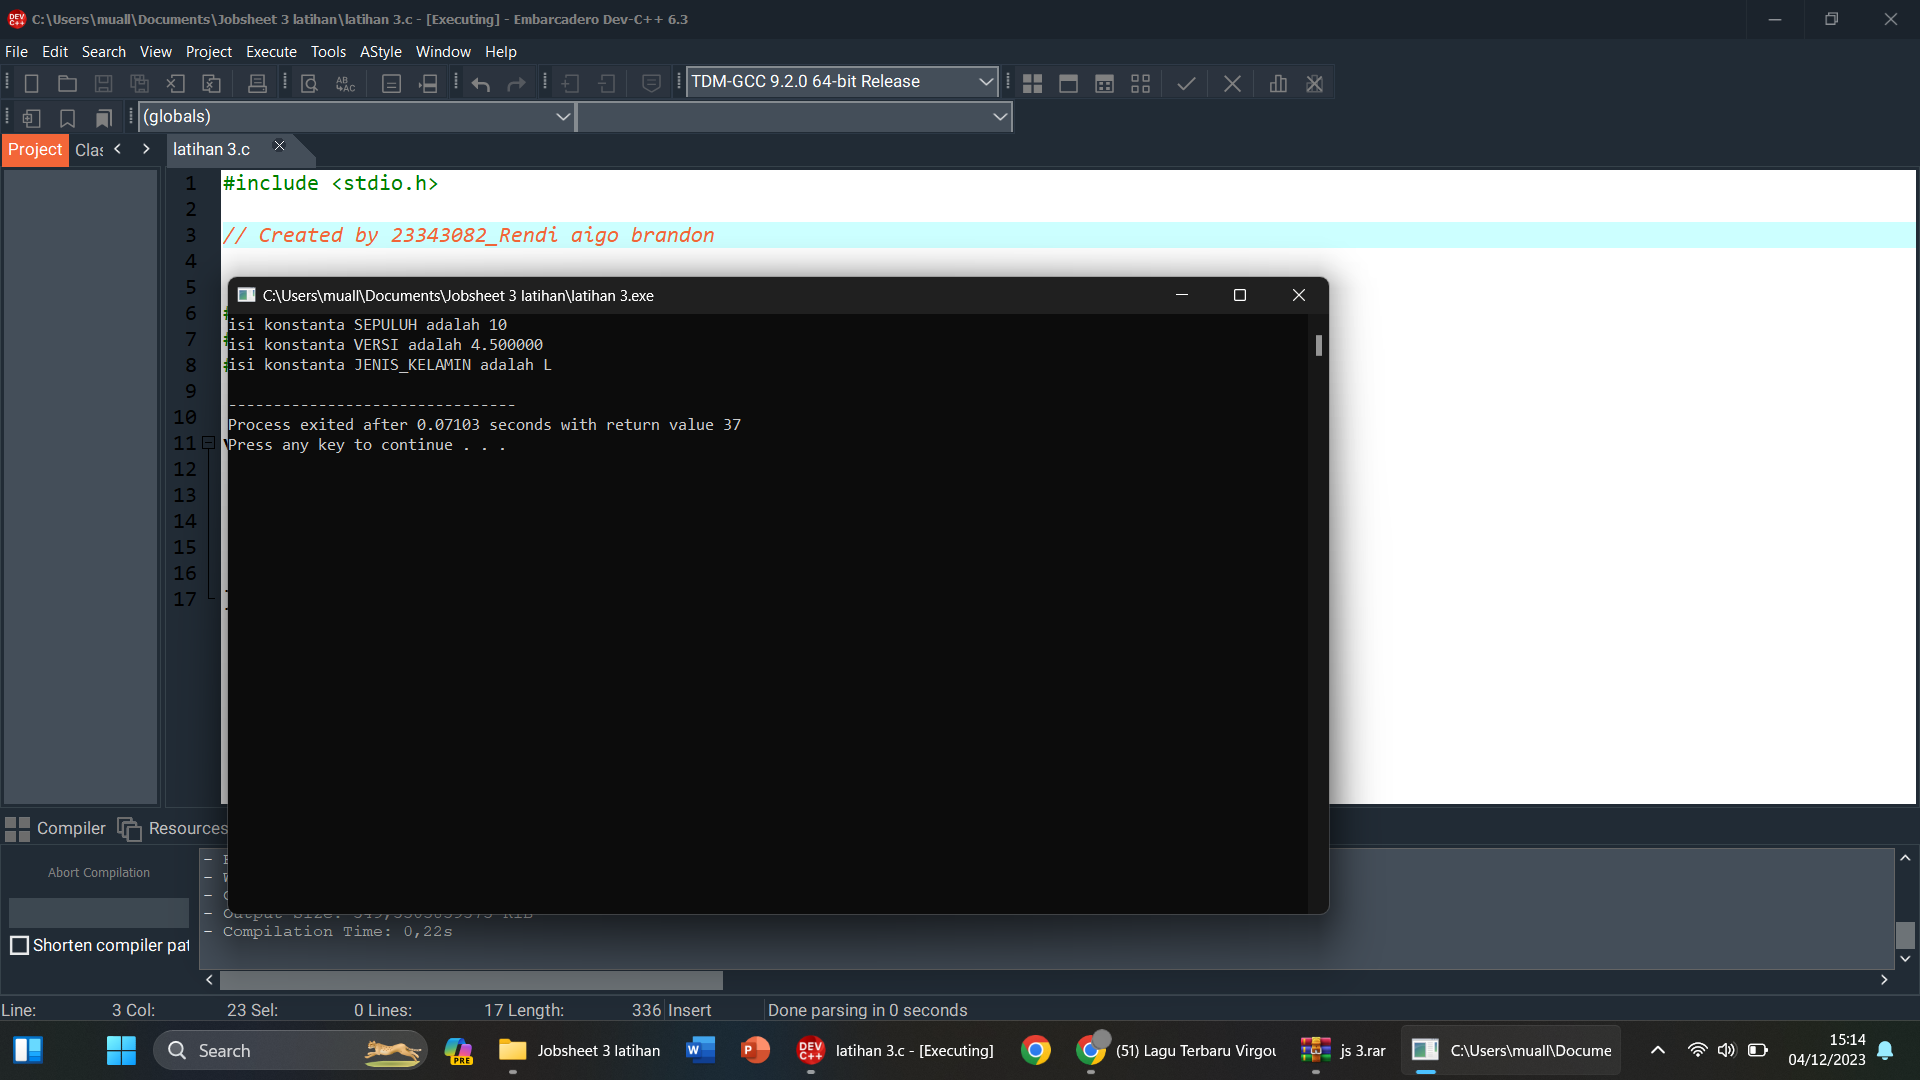 C:\Users\muall\Documents\Jobsheet 3 latihan\latihan 3.c - [Executing] - Embarcadero Dev-C++ 6.3
File Edit Search View Project Execute Tools AStyle Window Help
TDM-GCC 9.2.0 64-bit Release
(globals)
Project Clas latihan 3.c
1 #include <stdio.h>
2
3 // Created by 23343082_Rendi aigo brandon
4
5
6
7
8
9
10
11
12
13
14
15
16
17
C:\Users\muall\Documents\Jobsheet 3 latihan\latihan 3.exe
isi konstanta SEPULUH adalah 10
isi konstanta VERSI adalah 4.500000
isi konstanta JENIS_KELAMIN adalah L
--------------------------------
Process exited after 0.07103 seconds with return value 37
Press any key to continue . . .
Compiler Resources
Abort Compilation
Shorten compiler pat
- Compilation Time: 0,22s
Line: 3 Col: 23 Sel: 0 Lines: 17 Length: 336 Insert Done parsing in 0 seconds
Search PRE Jobsheet 3 latihan DEV C++ latihan 3.c - [Executing] (51) Lagu Terbaru Virgou js 3.rar C:\Users\muall\Docume
15:14
04/12/2023